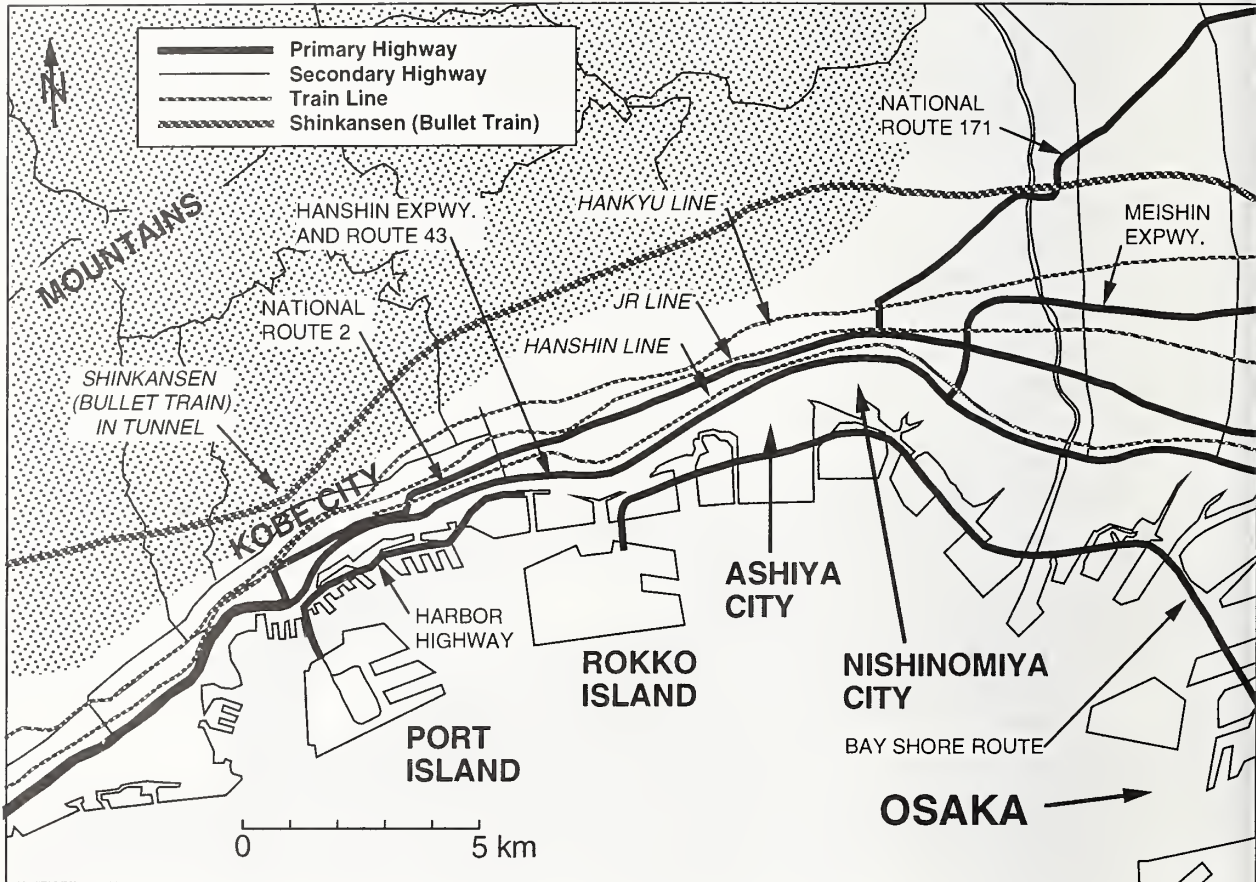 N
Primary Highway
Secondary Highway
Train Line
Shinkansen (Bullet Train)
NATIONAL
ROUTE 171
MOUNTAINS
HANSHIN EXPWY.
AND ROUTE 43
HANKYU LINE
MEISHIN
EXPWY.
NATIONAL
ROUTE 2
JR LINE
HANSHIN LINE
SHINKANSEN
(BULLET TRAIN)
IN TUNNEL
KOBE CITY
HARBOR
HIGHWAY
ASHIYA
CITY
ROKKO
ISLAND
NISHINOMIYA
CITY
PORT
ISLAND
BAY SHORE ROUTE
OSAKA
0 5 km